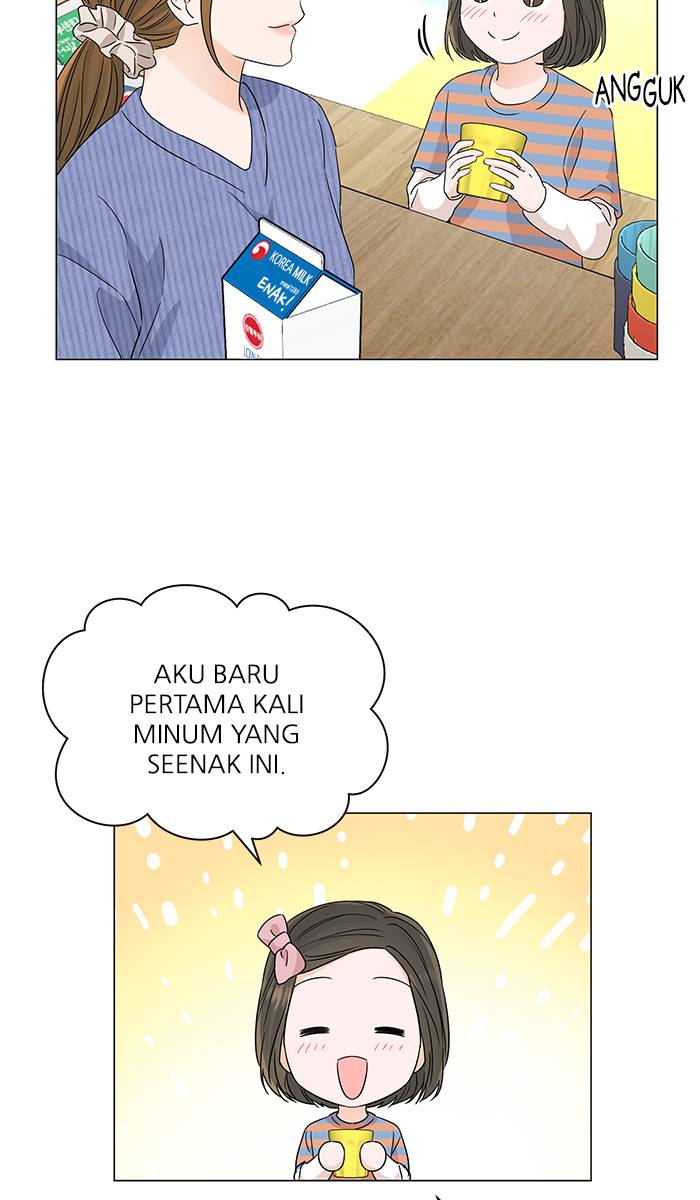 ANGGUK
KOREA MILK
ENAK!
AKU BARU
PERTAMA KALI
MINUM YANG
SEENAK INI.